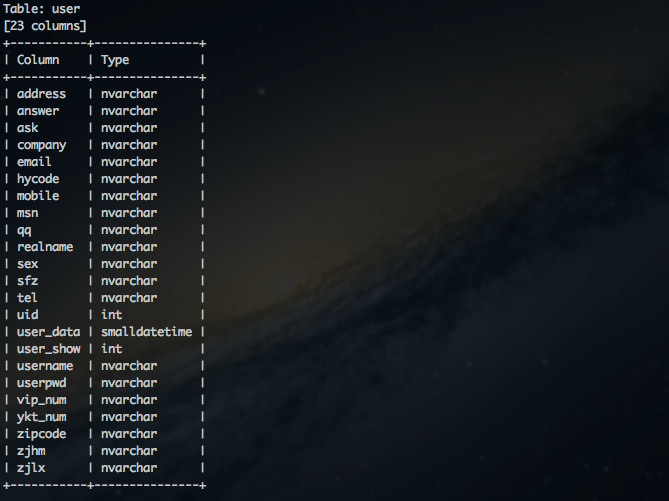 Table: user
[23 columns]
+-----------+---------------+
| Column    | Type          |
+-----------+---------------+
| address   | nvarchar      |
| answer    | nvarchar      |
| ask       | nvarchar      |
| company   | nvarchar      |
| email     | nvarchar      |
| hycode    | nvarchar      |
| mobile    | nvarchar      |
| msn       | nvarchar      |
| qq        | nvarchar      |
| realname  | nvarchar      |
| sex       | nvarchar      |
| sfz       | nvarchar      |
| tel       | nvarchar      |
| uid       | int           |
| user_data | smalldatetime |
| user_show | int           |
| username  | nvarchar      |
| userpwd   | nvarchar      |
| vip_num   | nvarchar      |
| ykt_num   | nvarchar      |
| zipcode   | nvarchar      |
| zjhm      | nvarchar      |
| zjlx      | nvarchar      |
+-----------+---------------+